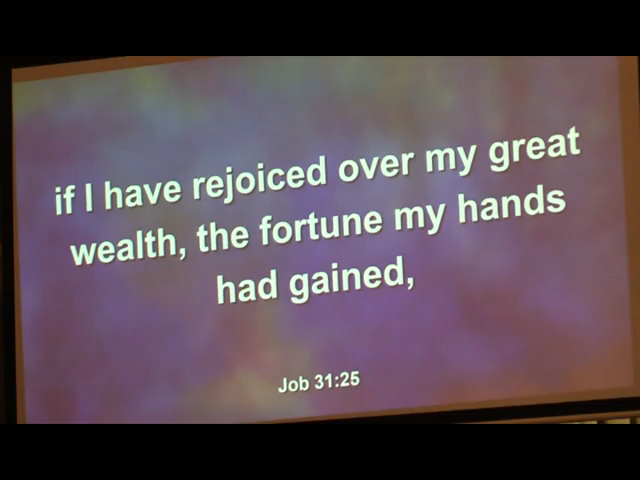 if I have rejoiced over my great
wealth, the fortune my hands
had gained,
Job 31:25